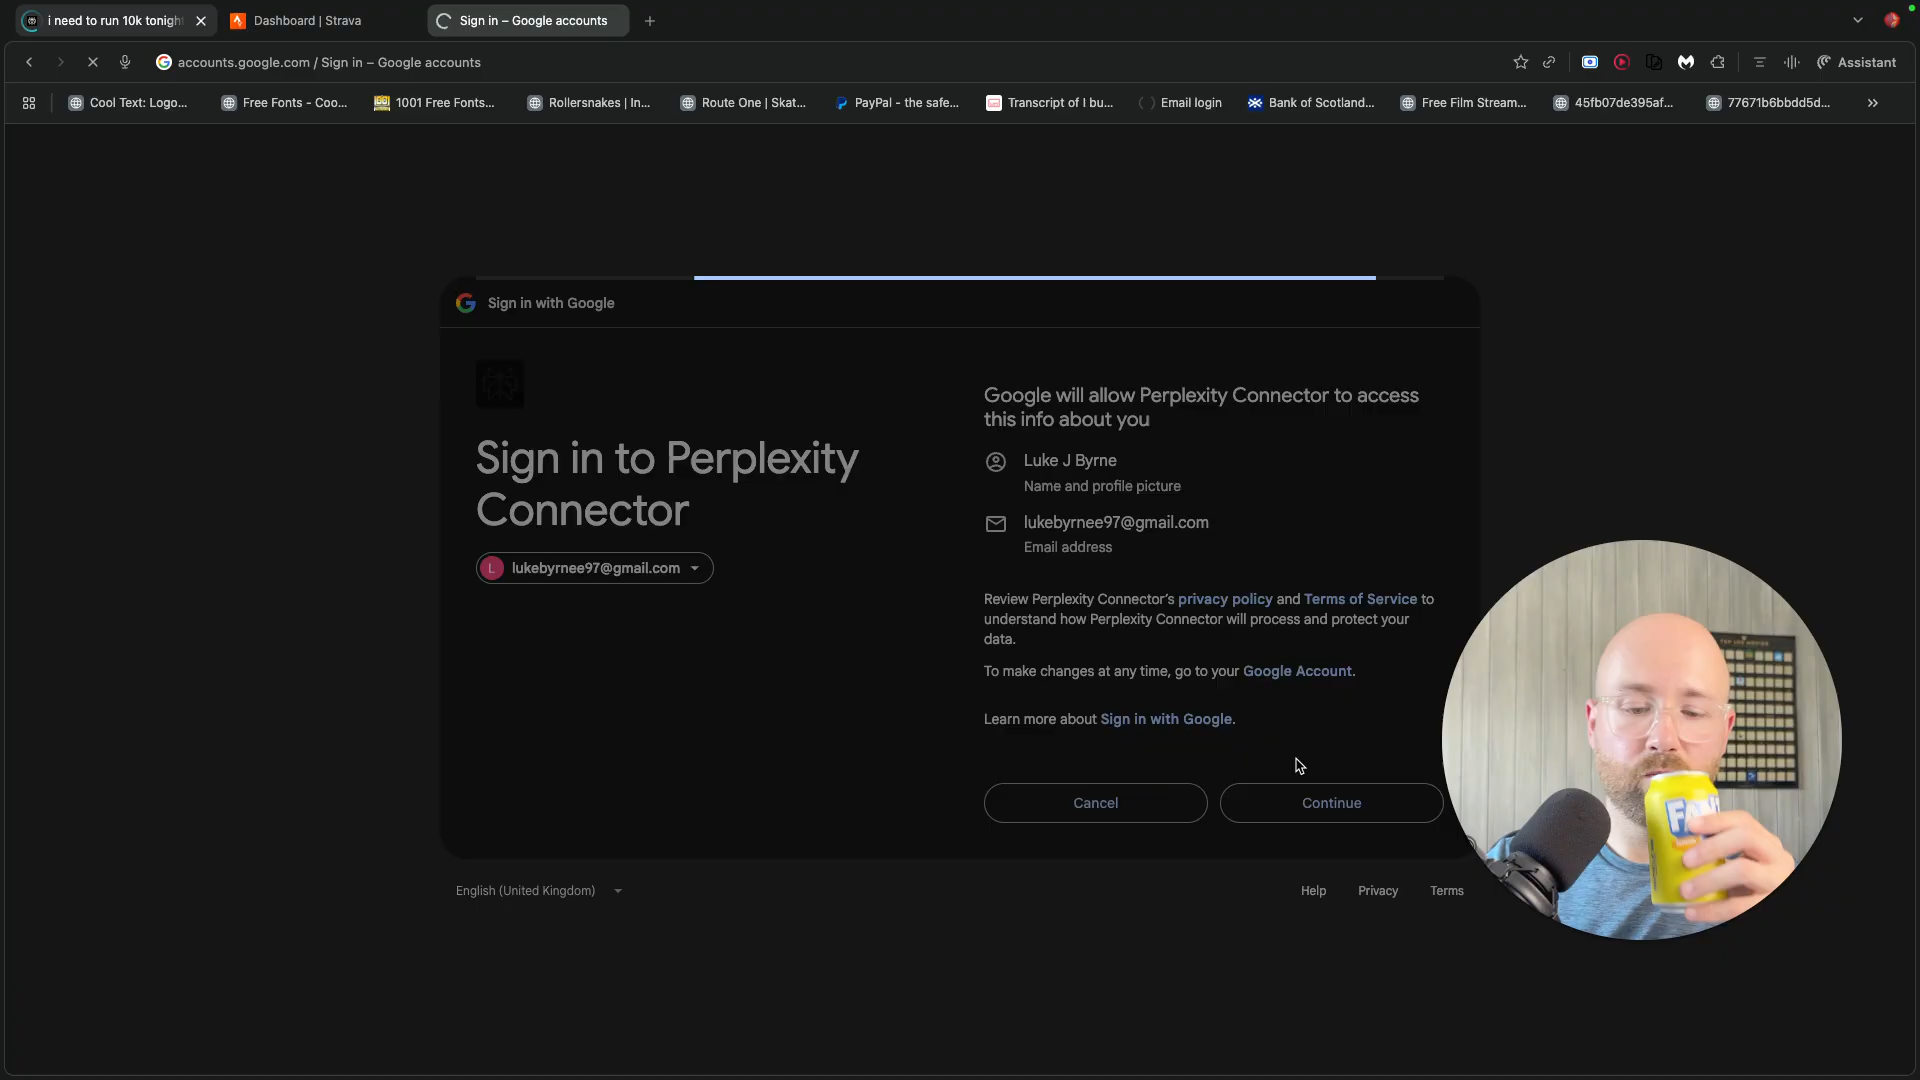 i need to run 10k tonigh
Dashboard | Strava
Sign in – Google accounts
accounts.google.com / Sign in – Google accounts
Assistant
Cool Text: Logo...
Free Fonts - Coo...
1001 Free Fonts...
Rollersnakes | In...
Route One | Skat...
PayPal - the safe...
Transcript of I bu...
Email login
Bank of Scotland...
Free Film Stream...
45fb07de395af...
77671b6bbdd5d...
Sign in with Google
Sign in to Perplexity
Connector
L lukebyrnee97@gmail.com
Google will allow Perplexity Connector to access
this info about you
Luke J Byrne
Name and profile picture
lukebyrnee97@gmail.com
Email address
Review Perplexity Connector's privacy policy and Terms of Service to
understand how Perplexity Connector will process and protect your
data.
To make changes at any time, go to your Google Account.
Learn more about Sign in with Google.
Cancel
Continue
English (United Kingdom)
Help
Privacy
Terms